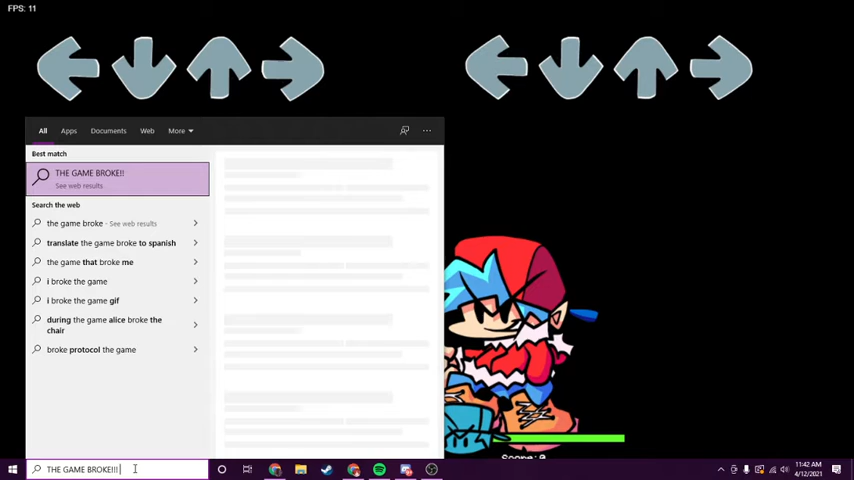 FPS: 11
All Apps Documents Web More
Best match
THE GAME BROKE!!
See web results
Search the web
the game broke - See web results
translate the game broke to spanish
the game that broke me
i broke the game
i broke the game gif
during the game alice broke the
chair
broke protocol the game
Score:0
THE GAME BROKE!!!
11:42 AM
4/12/2021